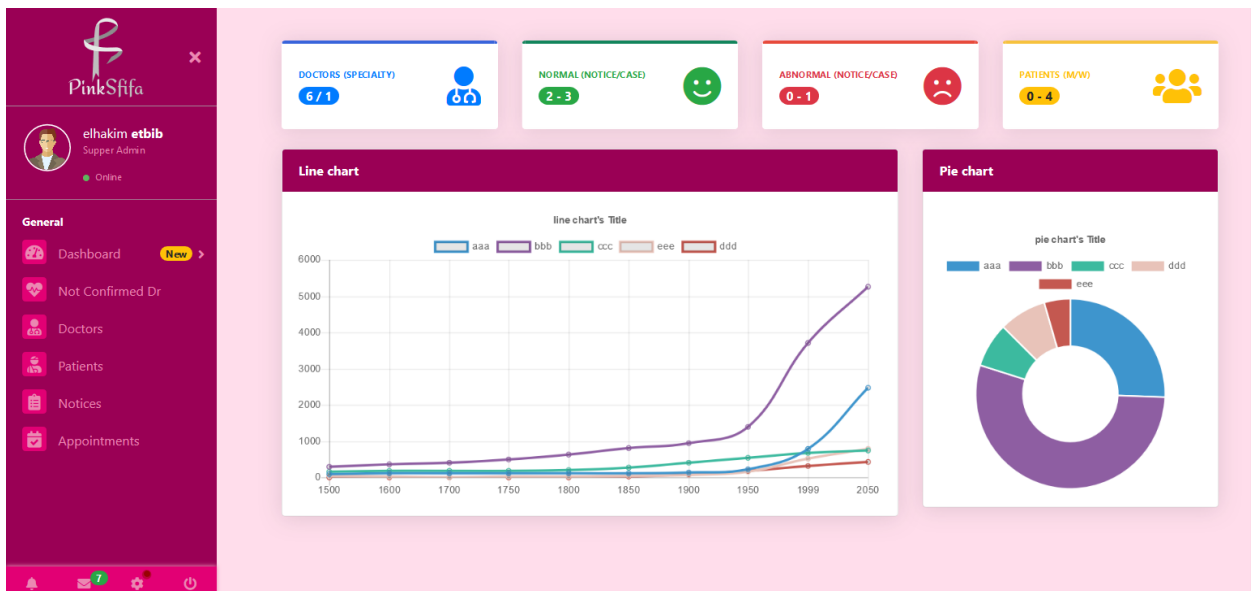 PinkSfifa
elhakim etbib
Supper Admin
Online
General
Dashboard New
Not Confirmed Dr
Doctors
Patients
Notices
Appointments
7
DOCTORS (SPECIALTY)
6 / 1
NORMAL (NOTICE/CASE)
2 - 3
ABNORMAL (NOTICE/CASE)
0 - 1
PATIENTS (M/W)
0 - 4
Line chart
line chart's Title
aaa bbb ccc eee ddd
6000
5000
4000
3000
2000
1000
0
1500 1600 1700 1750 1800 1850 1900 1950 1999 2050
Pie chart
pie chart's Title
aaa bbb ccc ddd
eee